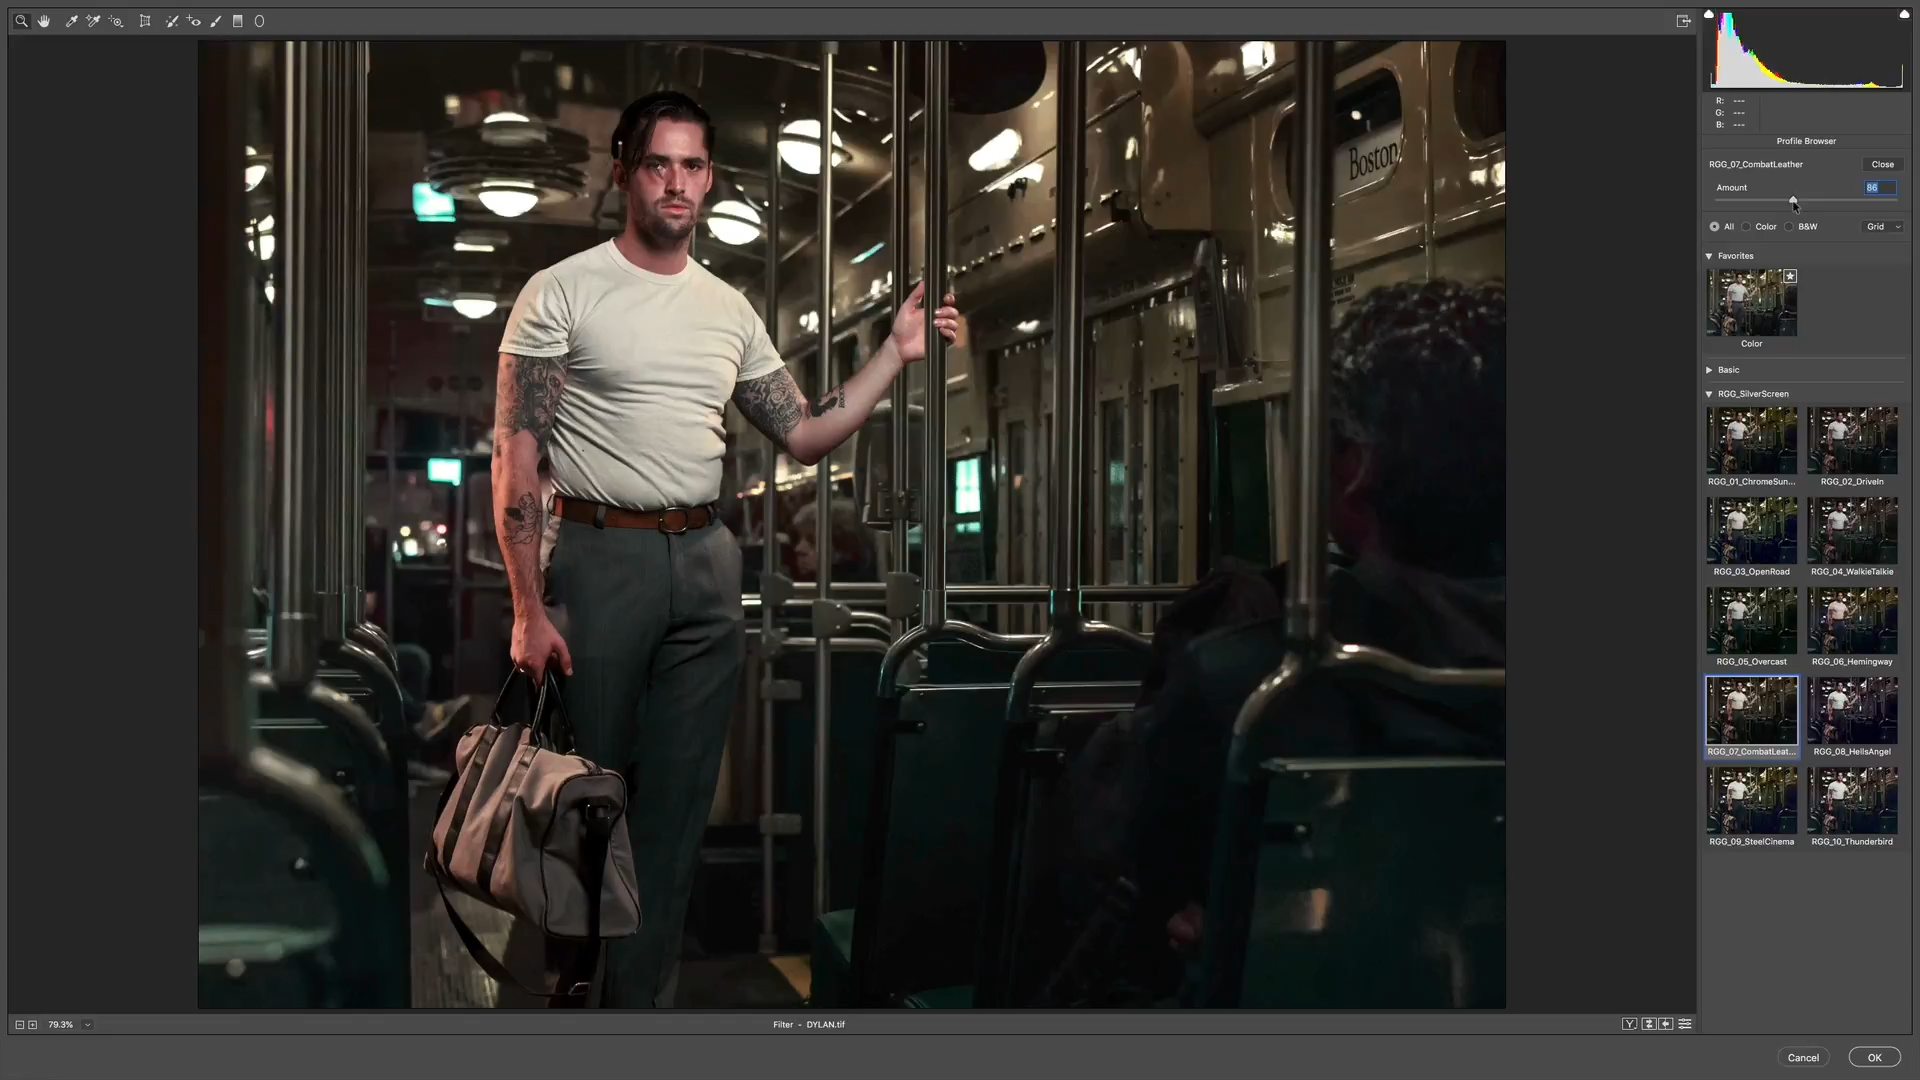 R: ---
G: ---
B: ---
Profile Browser
RGG_07_CombatLeather
Close
Amount
86
All
Color
B&W
Grid
Favorites
Color
Basic
RGG_SilverScreen
RGG_01_ChromeSun...
RGG_02_DriveIn
RGG_03_OpenRoad
RGG_04_WalkieTalkie
RGG_05_Overcast
RGG_06_Hemingway
RGG_07_CombatLeat...
RGG_08_HellsAngel
RGG_09_SteelCinema
RGG_10_Thunderbird
Boston
79.3%
Filter - DYLAN.tif
Y
Cancel
OK